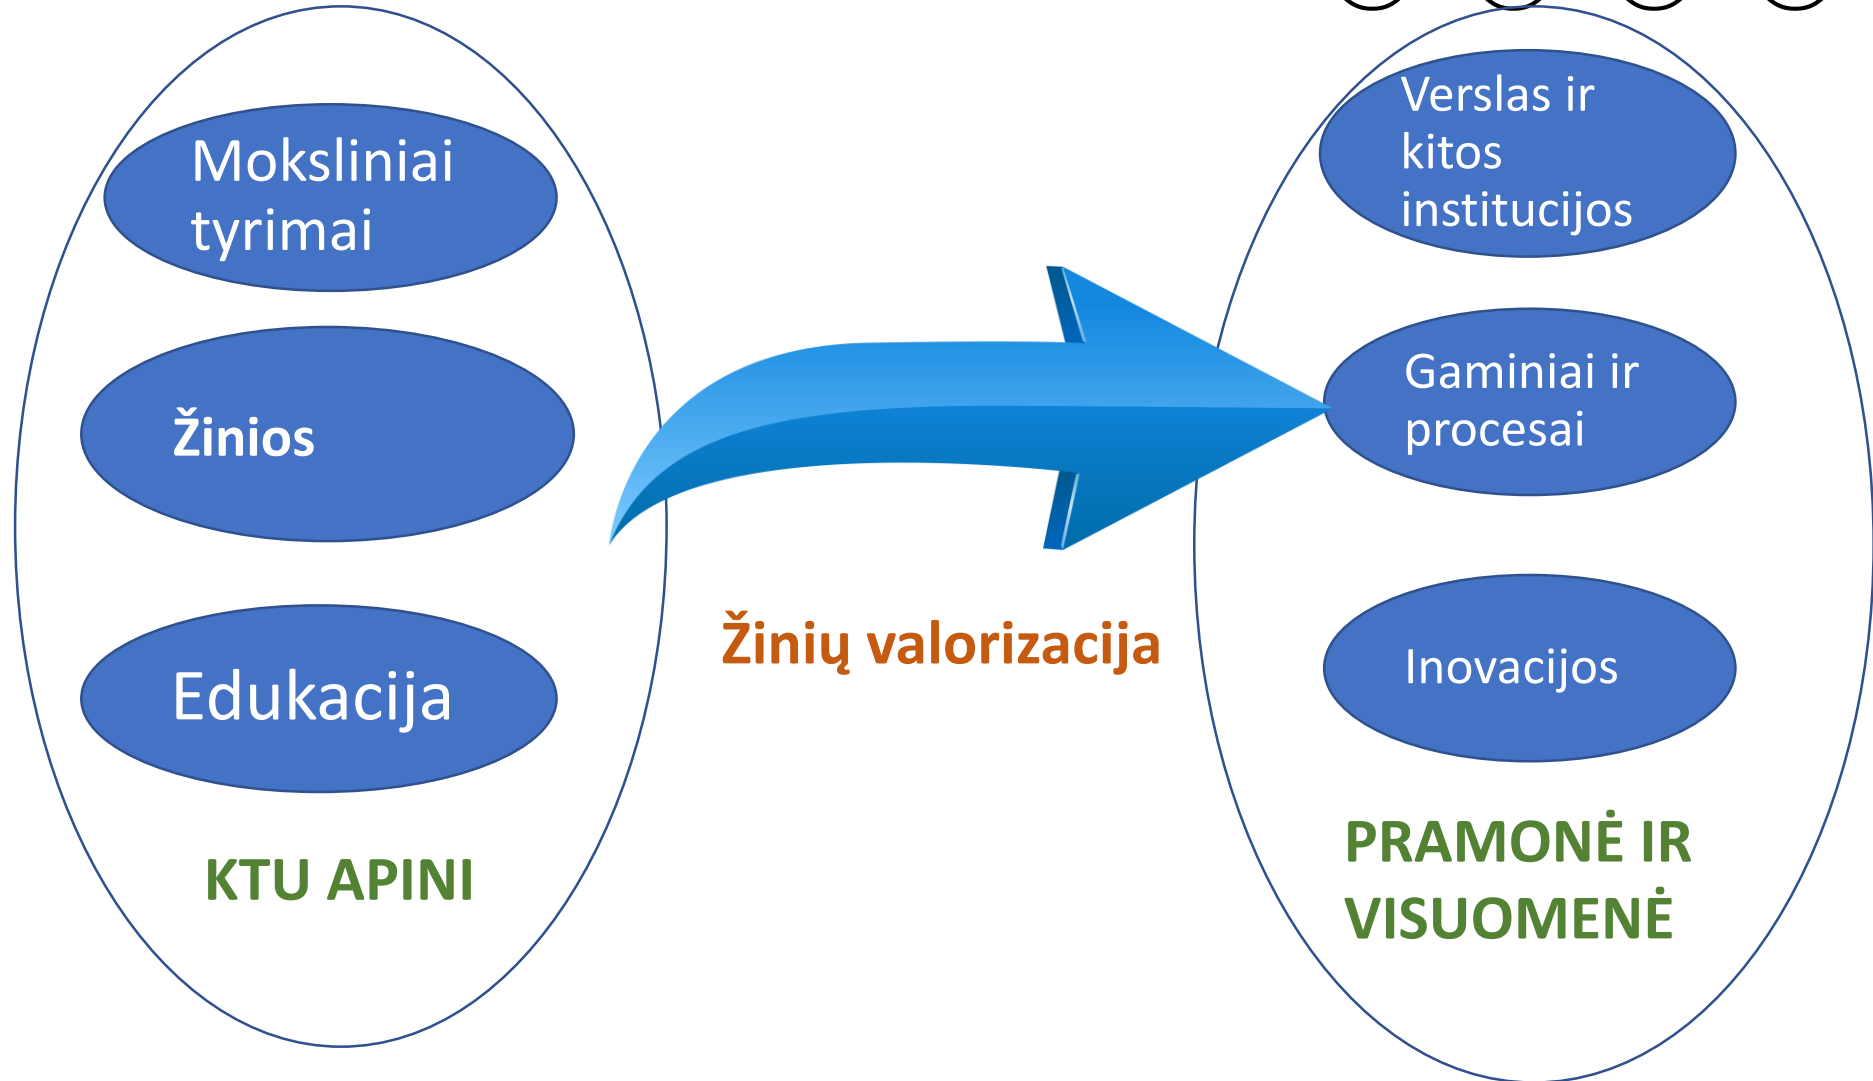 Moksliniai
tyrimai
Žinios
Edukacija
KTU APINI
Žinių valorizacija
Verslas ir
kitos
institucijos
Gaminiai ir
procesai
Inovacijos
PRAMONĖ IR
VISUOMENĖ